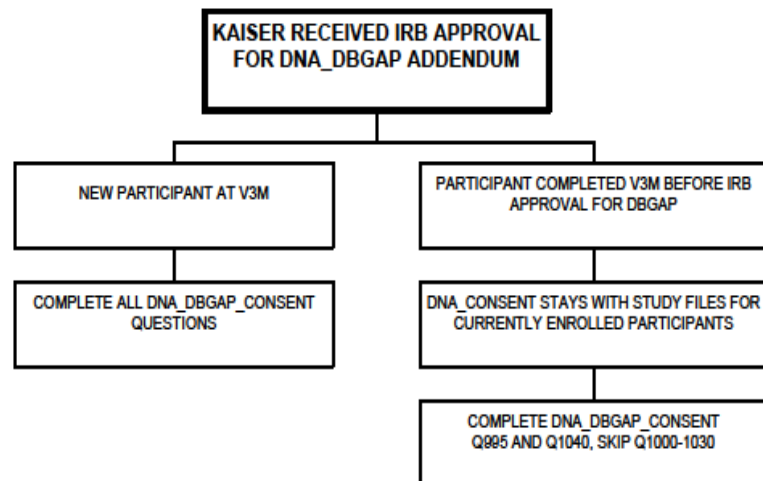 KAISER RECEIVED IRB APPROVAL
FOR DNA_DBGAP ADDENDUM
NEW PARTICIPANT AT V3M
PARTICIPANT COMPLETED V3M BEFORE IRB
APPROVAL FOR DBGAP
COMPLETE ALL DNA_DBGAP_CONSENT
QUESTIONS
DNA_CONSENT STAYS WITH STUDY FILES FOR
CURRENTLY ENROLLED PARTICIPANTS
COMPLETE DNA_DBGAP_CONSENT
Q995 AND Q1040, SKIP Q1000-1030